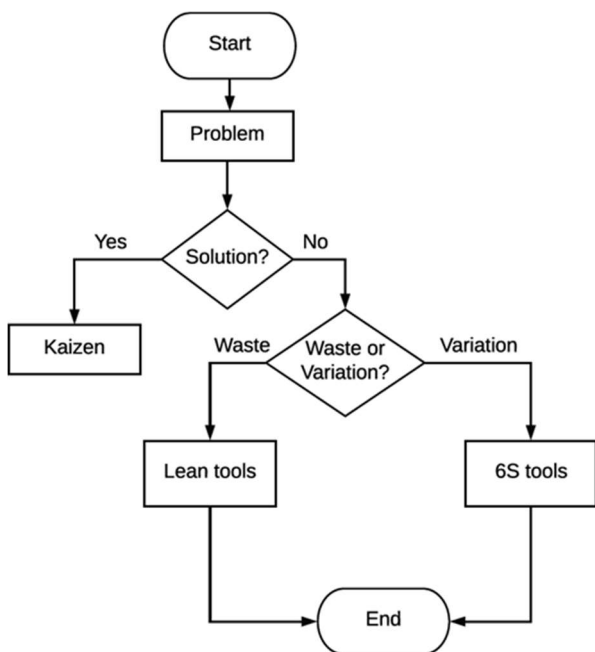 Start
Problem
Yes
Solution?
No
Kaizen
Waste
Waste or
Variation?
Variation
Lean tools
6S tools
End